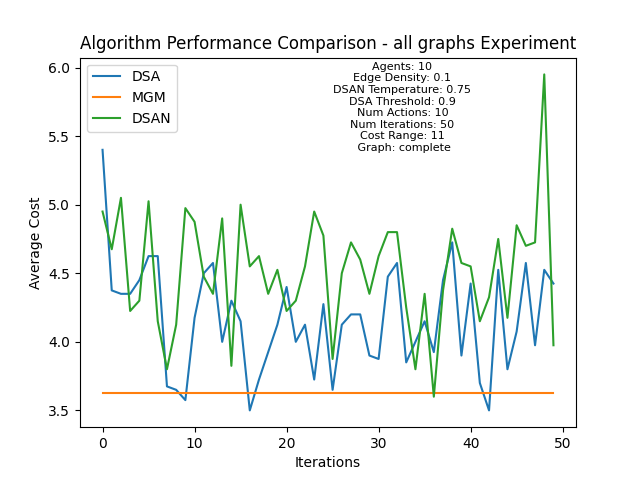 Algorithm Performance Comparison - all graphs Experiment
DSA
MGM
DSAN
Agents: 10
Edge Density: 0.1
DSAN Temperature: 0.75
DSA Threshold: 0.9
Num Actions: 10
Num Iterations: 50
Cost Range: 11
Graph: complete
Average Cost
6.0
5.5
5.0
4.5
4.0
3.5
0 10 20 30 40 50
Iterations